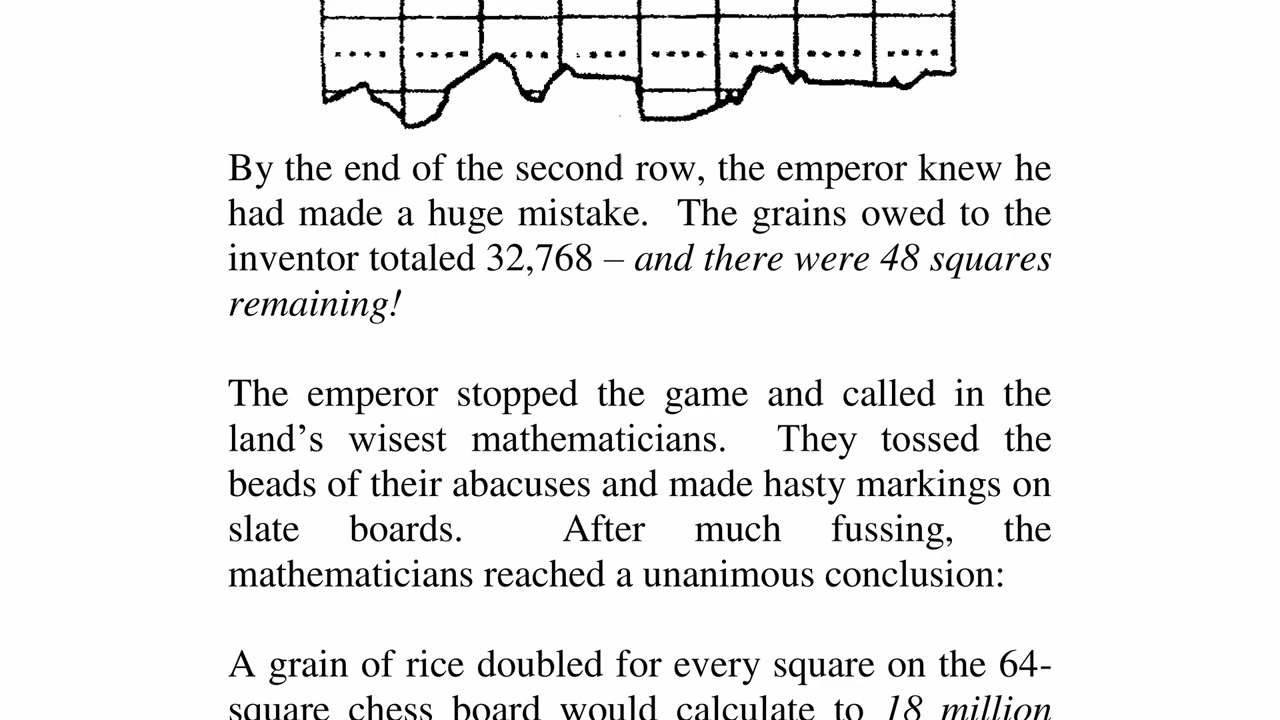 By the end of the second row, the emperor knew he
had made a huge mistake.  The grains owed to the
inventor totaled 32,768 – and there were 48 squares
remaining!
The emperor stopped the game and called in the
land’s wisest mathematicians.  They tossed the
beads of their abacuses and made hasty markings on
slate boards.  After much fussing, the
mathematicians reached a unanimous conclusion:
A grain of rice doubled for every square on the 64-
square chess board would calculate to 18 million